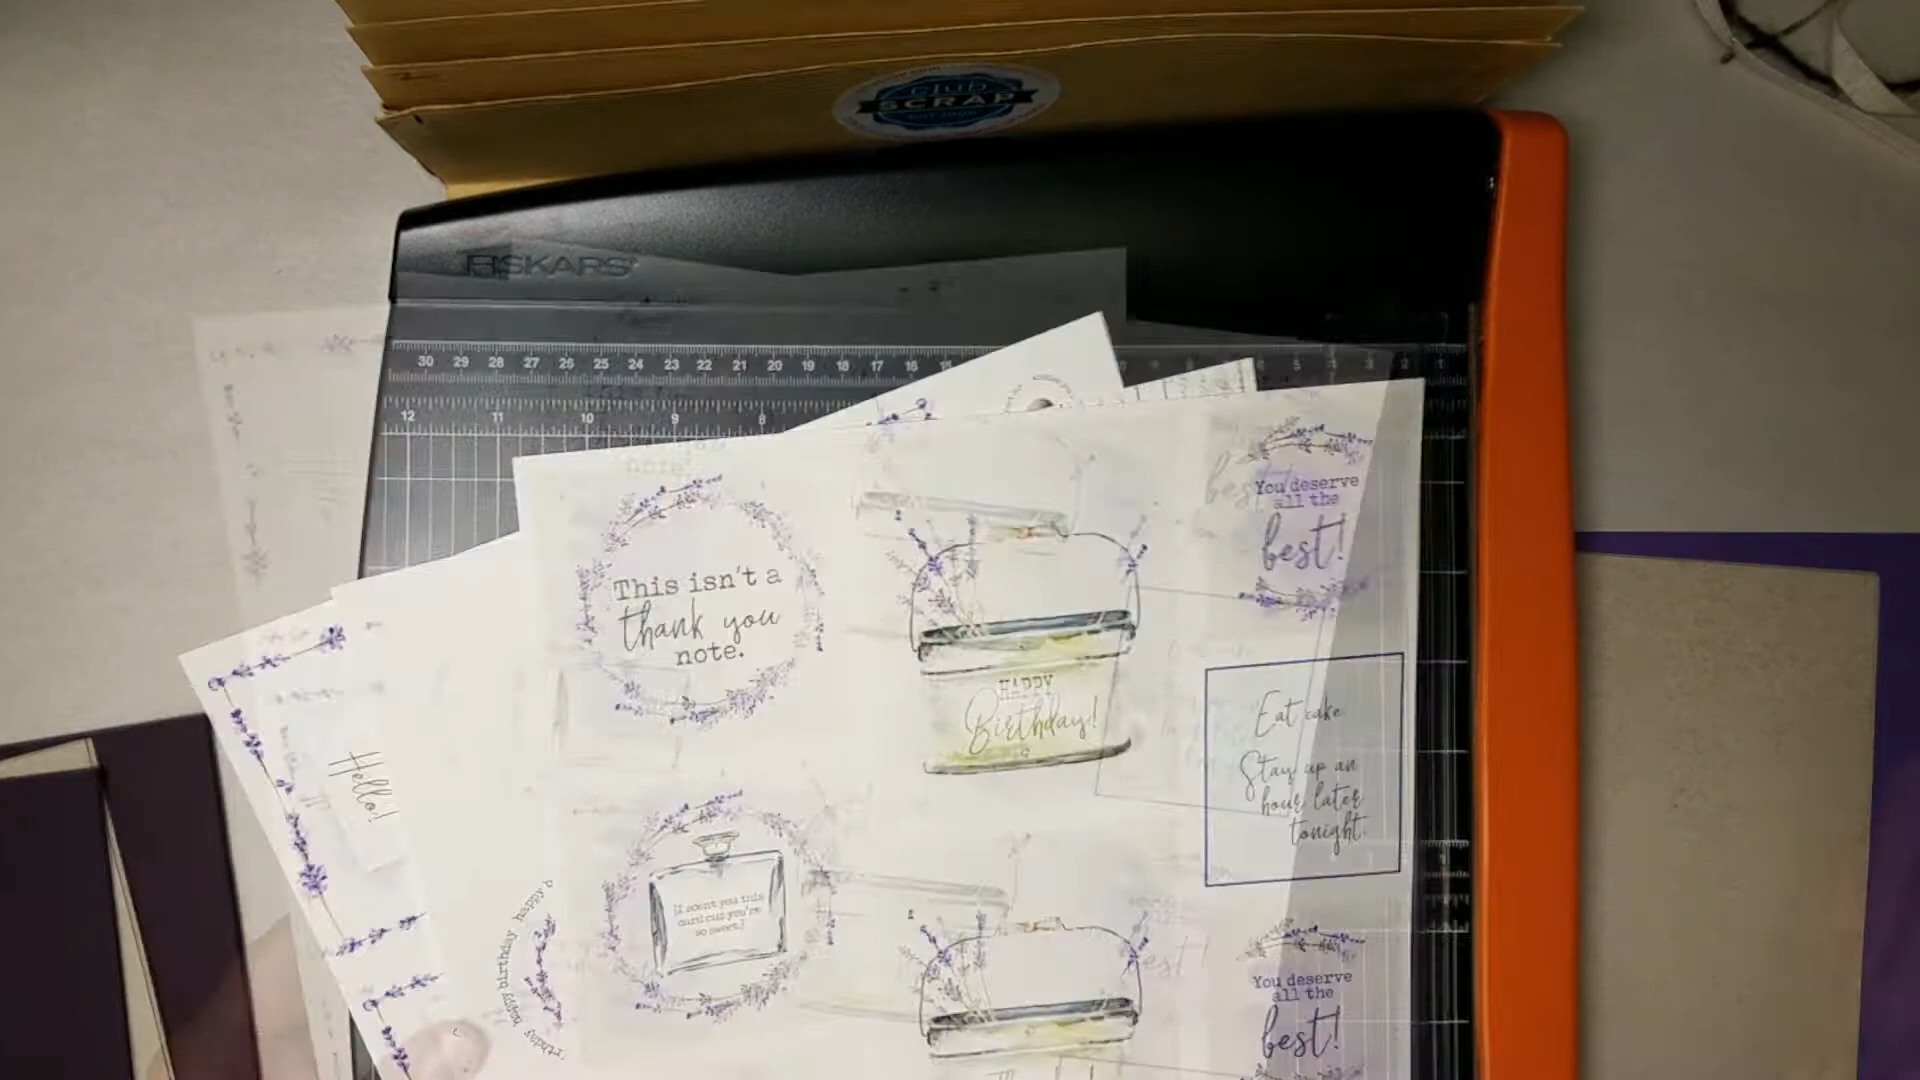 club
SCRAP
FISKARS
30 29 28 27 26 25 24 23 22 21 20 19 18 17 16 15
12 11 10 9 8
This isn't a
thank you
note.
HAPPY
Birthday!
You deserve
all the
best!
Eat cake
Stay up an
hour later
tonight.
Hello!
happy birthday
If scent you this
card cuz you're
so sweet!
You deserve
all the
best!